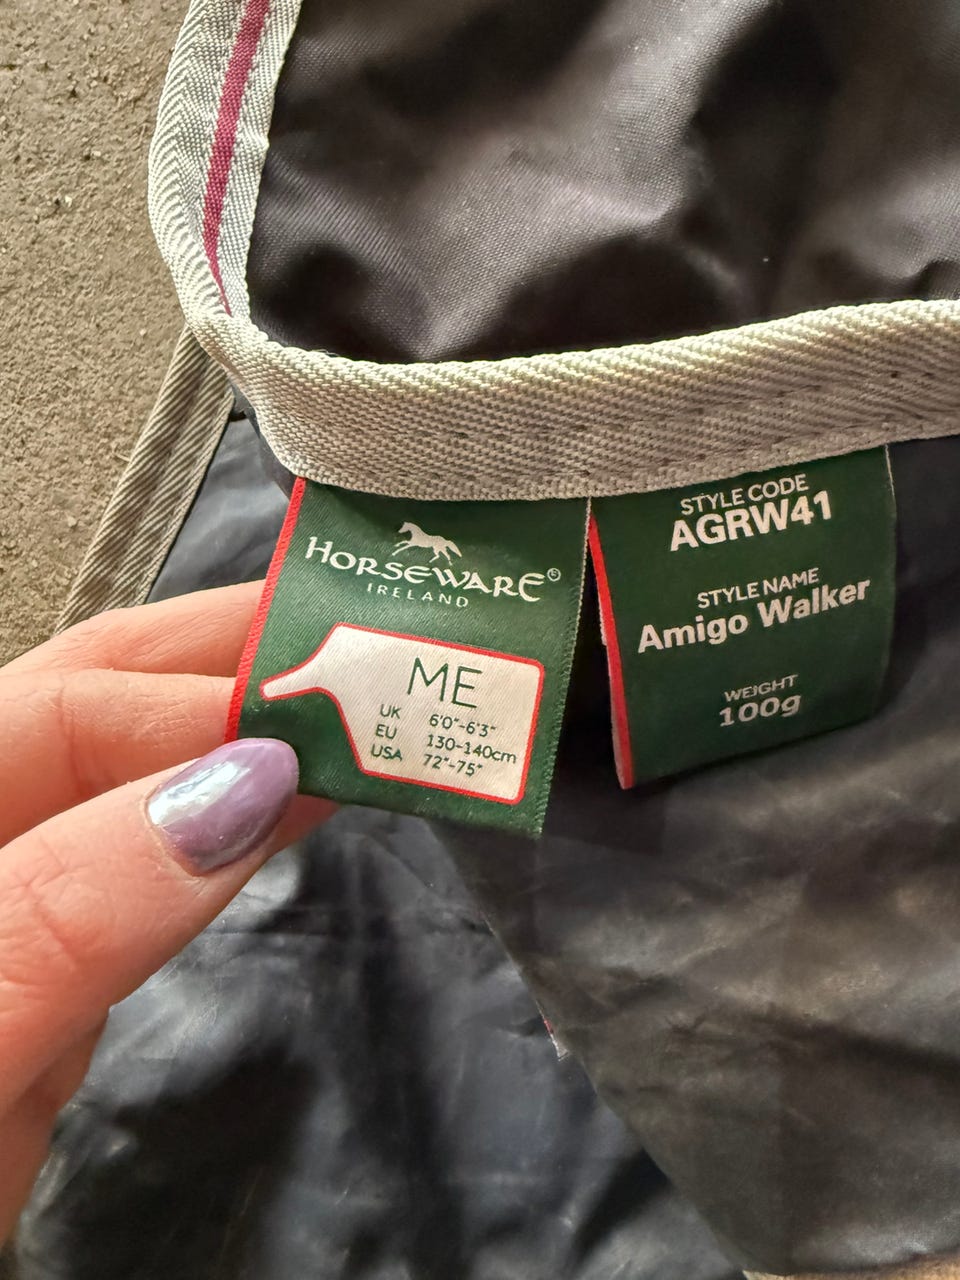 HORSEWARE®
IRELAND
ME
UK 6'0"-6'3"
EU 130-140cm
USA 72"-75"
STYLE CODE
AGRW41
STYLE NAME
Amigo Walker
WEIGHT
100g